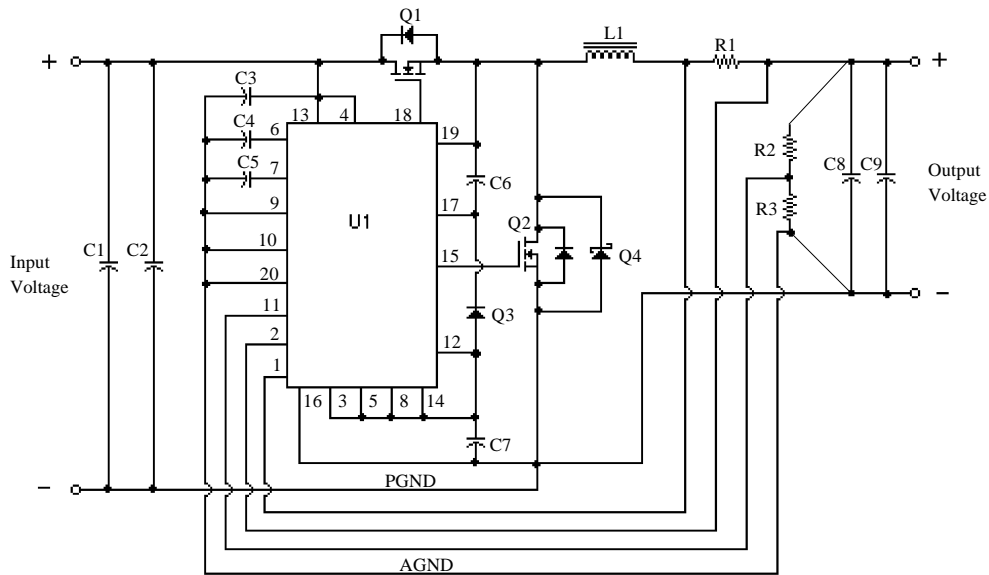 Q1
L1
R1
+
+
C3
13
4
18
C4
6
19
R2
C8
C9
Output
Voltage
C5
7
C6
R3
9
17
Q2
U1
C1
C2
10
15
Q4
Input
Voltage
20
11
Q3
−
2
12
1
16
3
5
8
14
C7
−
PGND
AGND